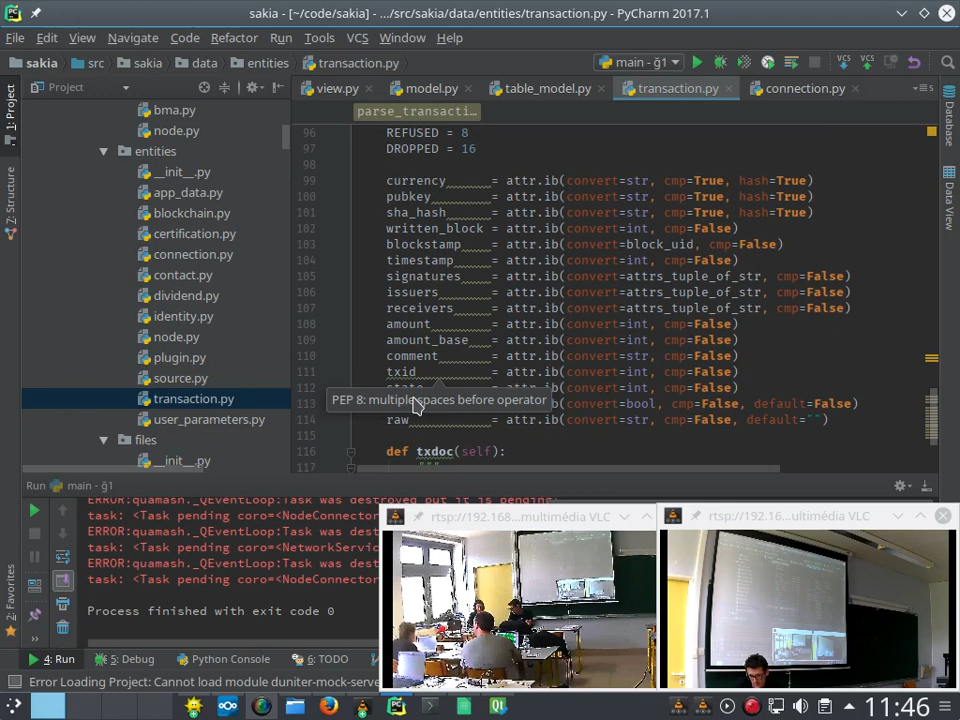 sakia - [~/code/sakia] - .../src/sakia/data/entities/transaction.py - PyCharm 2017.1
File Edit View Navigate Code Refactor Run Tools VCS Window Help
sakia src sakia data entities transaction.py main - ğ1
Project view.py model.py table_model.py transaction.py connection.py
1: Project
Z: Structure
2: Favorites
Database
Data View
bma.py
node.py
entities
__init__.py
app_data.py
blockchain.py
certification.py
connection.py
contact.py
dividend.py
identity.py
node.py
plugin.py
source.py
transaction.py
user_parameters.py
files
__init__.py
parse_transacti...
96 REFUSED = 8
97 DROPPED = 16
98
99 currency = attr.ib(convert=str, cmp=True, hash=True)
100 pubkey = attr.ib(convert=str, cmp=True, hash=True)
101 sha_hash = attr.ib(convert=str, cmp=True, hash=True)
102 written_block = attr.ib(convert=int, cmp=False)
103 blockstamp = attr.ib(convert=block_uid, cmp=False)
104 timestamp = attr.ib(convert=int, cmp=False)
105 signatures = attr.ib(convert=attrs_tuple_of_str, cmp=False)
106 issuers = attr.ib(convert=attrs_tuple_of_str, cmp=False)
107 receivers = attr.ib(convert=attrs_tuple_of_str, cmp=False)
108 amount = attr.ib(convert=int, cmp=False)
109 amount_base = attr.ib(convert=int, cmp=False)
110 comment = attr.ib(convert=str, cmp=False)
111 txid = attr.ib(convert=int, cmp=False)
112 state = attr.ib(convert=int, cmp=False)
PEP 8: multiple spaces before operator
113 (convert=bool, cmp=False, default=False)
114 raw = attr.ib(convert=str, cmp=False, default="")
115
116 def txdoc(self):
117 """
Run main - ğ1
ERROR:quamash._QEventLoop:Task was destroyed but it is pending!
task: <Task pending coro=<NodeConnector
ERROR:quamash._QEventLoop:Task was dest
task: <Task pending coro=<NetworkServic
ERROR:quamash._QEventLoop:Task was dest
task: <Task pending coro=<NodeConnector
Process finished with exit code 0
rtsp://192.168...multimédia VLC
rtsp://192.16...ultimédia VLC
4: Run 5: Debug Python Console 6: TODO
Error Loading Project: Cannot load module duniter-mock-serve
11:46